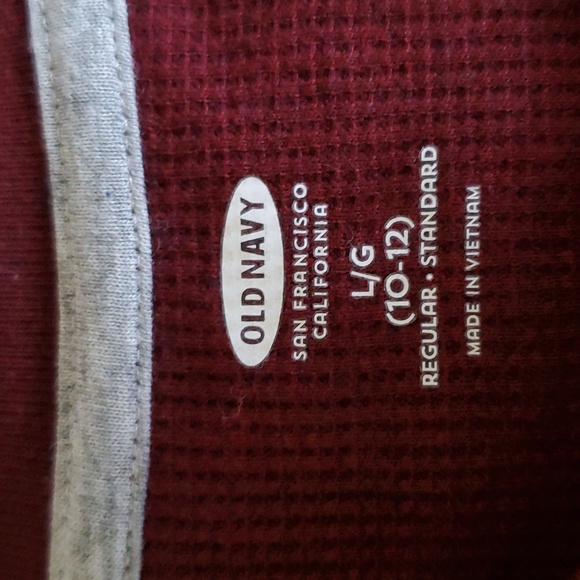 OLD NAVY
SAN FRANCISCO
CALIFORNIA
L/G
(10-12)
REGULAR • STANDARD
MADE IN VIETNAM